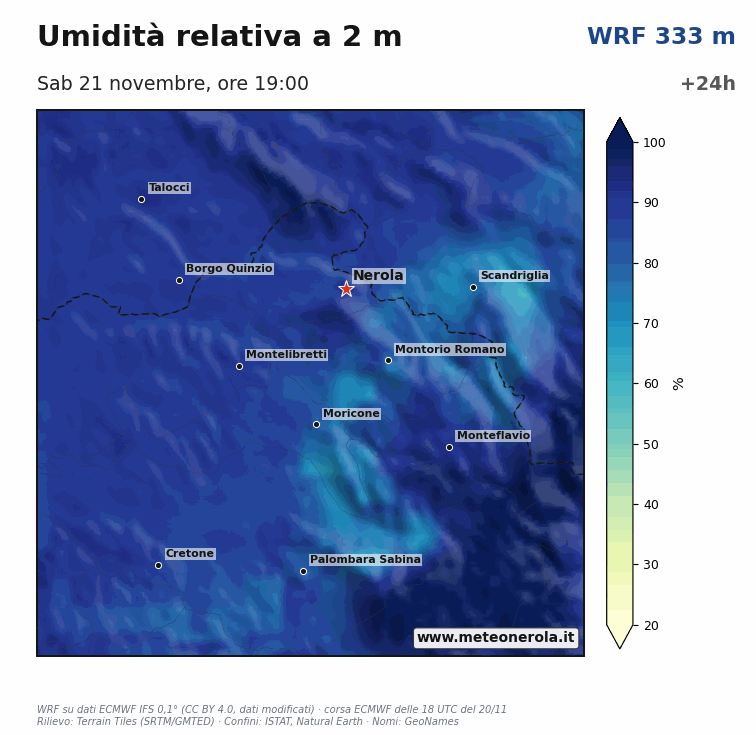 Umidità relativa a 2 m
WRF 333 m
Sab 21 novembre, ore 19:00
+24h
Talocci
Borgo Quinzio
Nerola
Scandriglia
Montelibretti
Montorio Romano
Moricone
Monteflavio
Cretone
Palombara Sabina
www.meteonerola.it
100
90
80
70
60
50
40
30
20
%
WRF su dati ECMWF IFS 0,1° (CC BY 4.0, dati modificati) · corsa ECMWF delle 18 UTC del 20/11
Rilievo: Terrain Tiles (SRTM/GMTED) · Confini: ISTAT, Natural Earth · Nomi: GeoNames